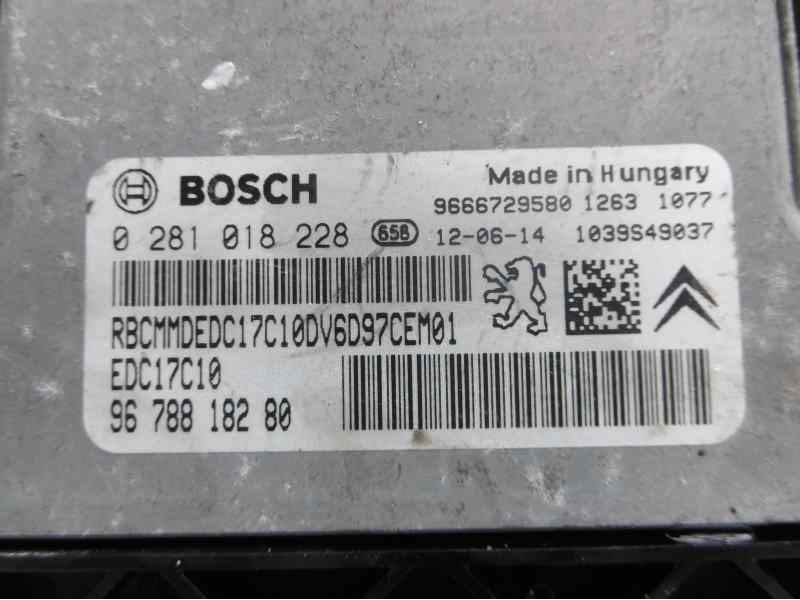 BOSCH
Made in Hungary
9666729580 1263 1077
0 281 018 228 658 12-06-14 1039S49037
RBCMMDEDC17C10DV6D97CEM01
EDC17C10
96 788 182 80